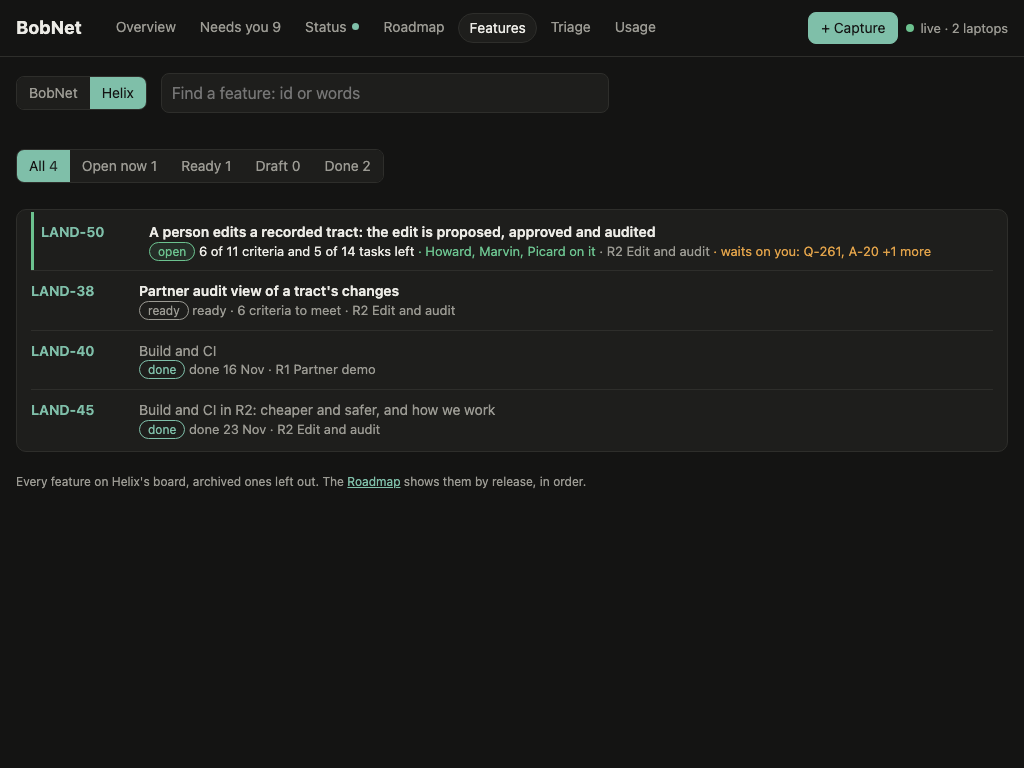 BobNet Overview Needs you 9 Status Roadmap Features Triage Usage + Capture live · 2 laptops
BobNet Helix Find a feature: id or words
All 4 Open now 1 Ready 1 Draft 0 Done 2
LAND-50 A person edits a recorded tract: the edit is proposed, approved and audited
open 6 of 11 criteria and 5 of 14 tasks left · Howard, Marvin, Picard on it · R2 Edit and audit · waits on you: Q-261, A-20 +1 more
LAND-38 Partner audit view of a tract's changes
ready ready · 6 criteria to meet · R2 Edit and audit
LAND-40 Build and CI
done done 16 Nov · R1 Partner demo
LAND-45 Build and CI in R2: cheaper and safer, and how we work
done done 23 Nov · R2 Edit and audit
Every feature on Helix's board, archived ones left out. The Roadmap shows them by release, in order.